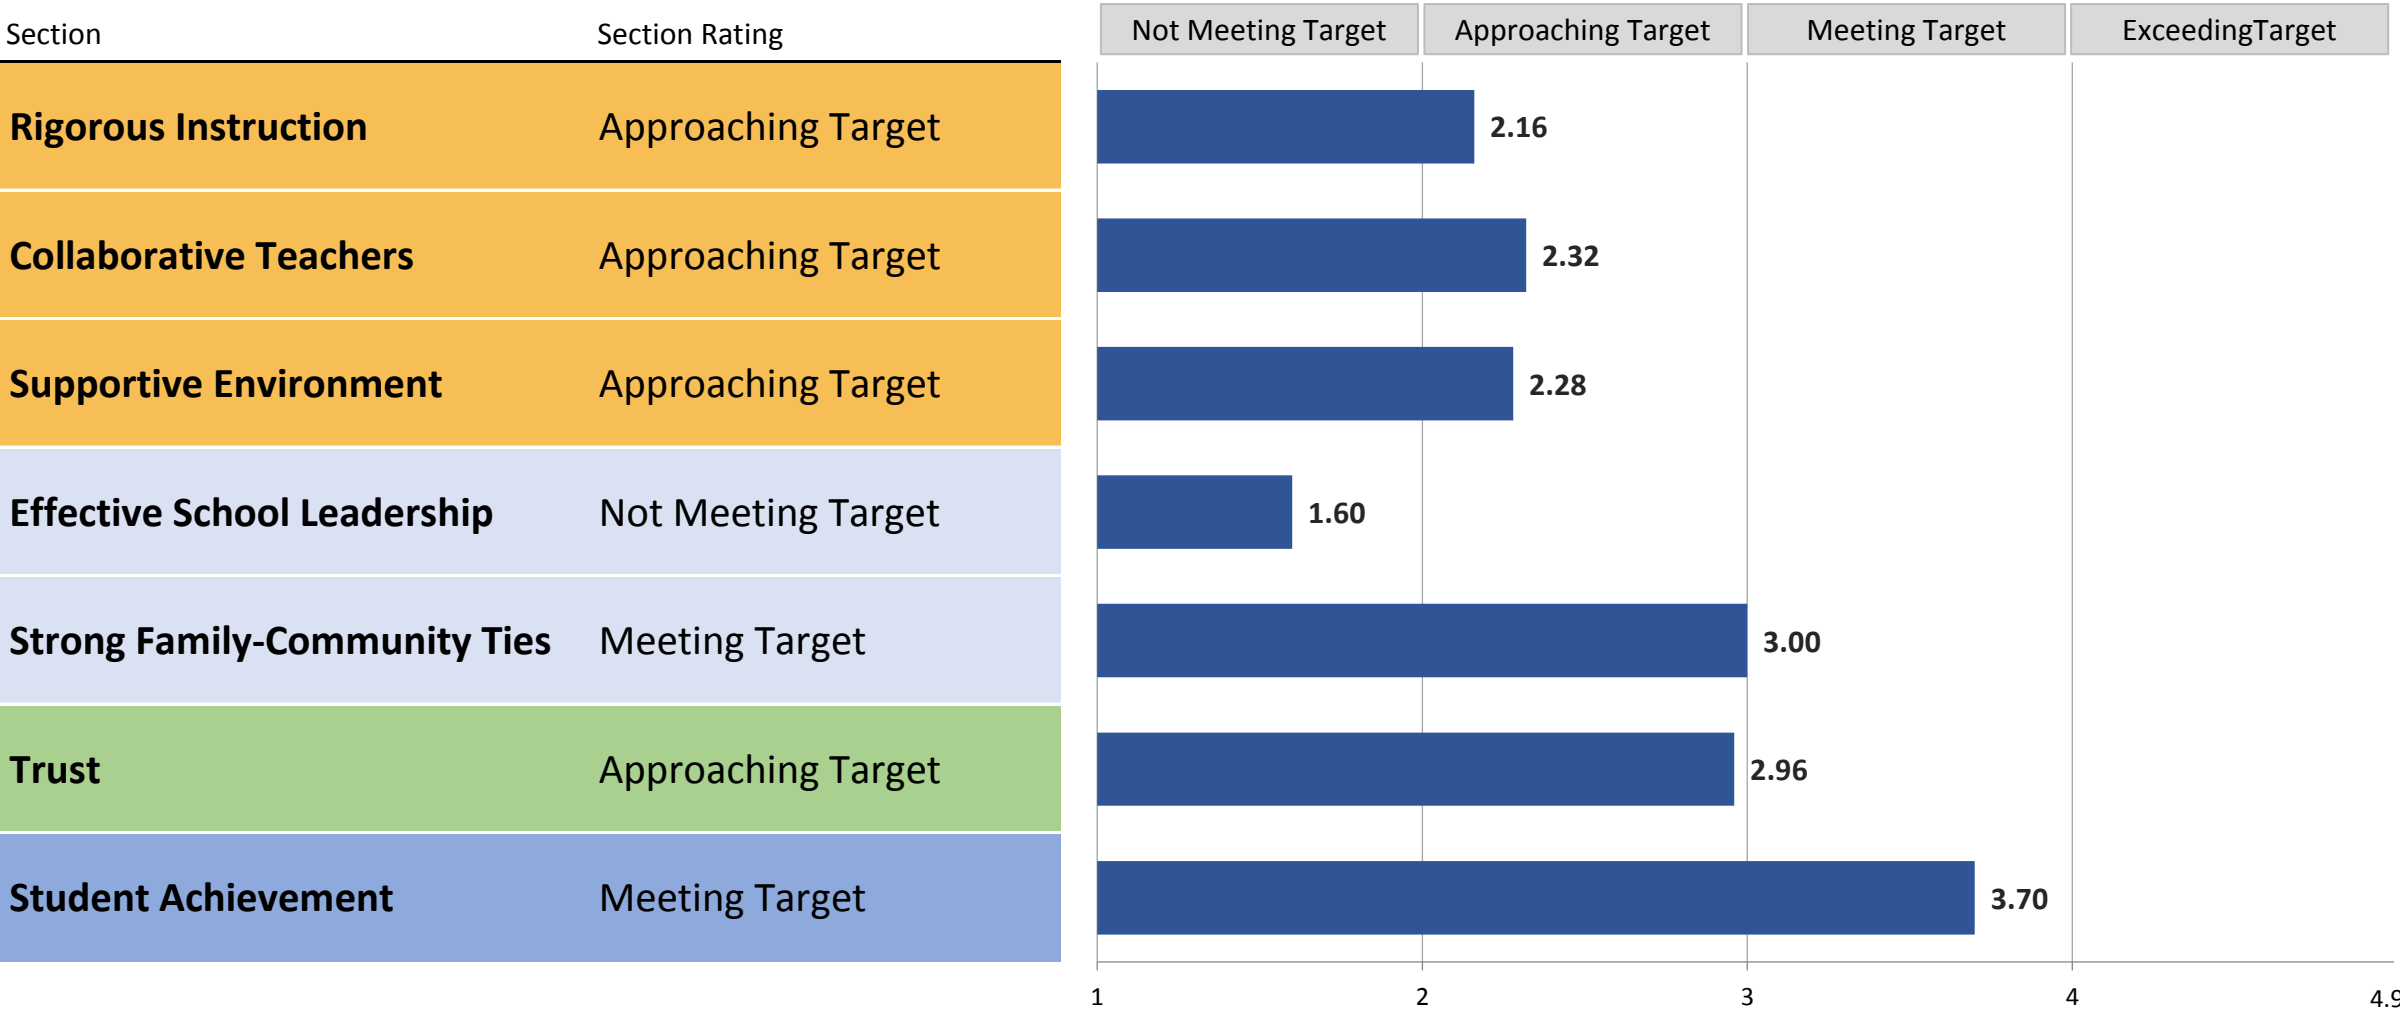 Section Section Rating Not Meeting Target Approaching Target Meeting Target ExceedingTarget
Rigorous Instruction Approaching Target 2.16
Collaborative Teachers Approaching Target 2.32
Supportive Environment Approaching Target 2.28
Effective School Leadership Not Meeting Target 1.60
Strong Family-Community Ties Meeting Target 3.00
Trust Approaching Target 2.96
Student Achievement Meeting Target 3.70
1 2 3 4 4.9